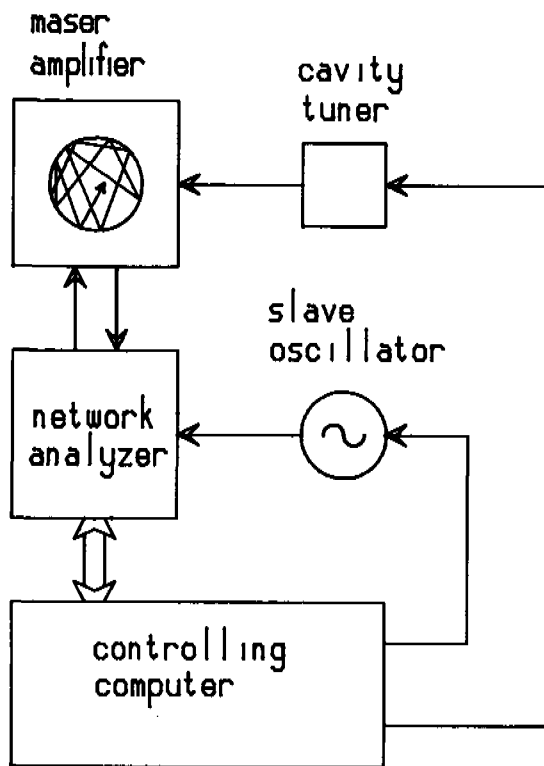 maser
amplifier
cavity
tuner
slave
oscillator
network
analyzer
controlling
computer